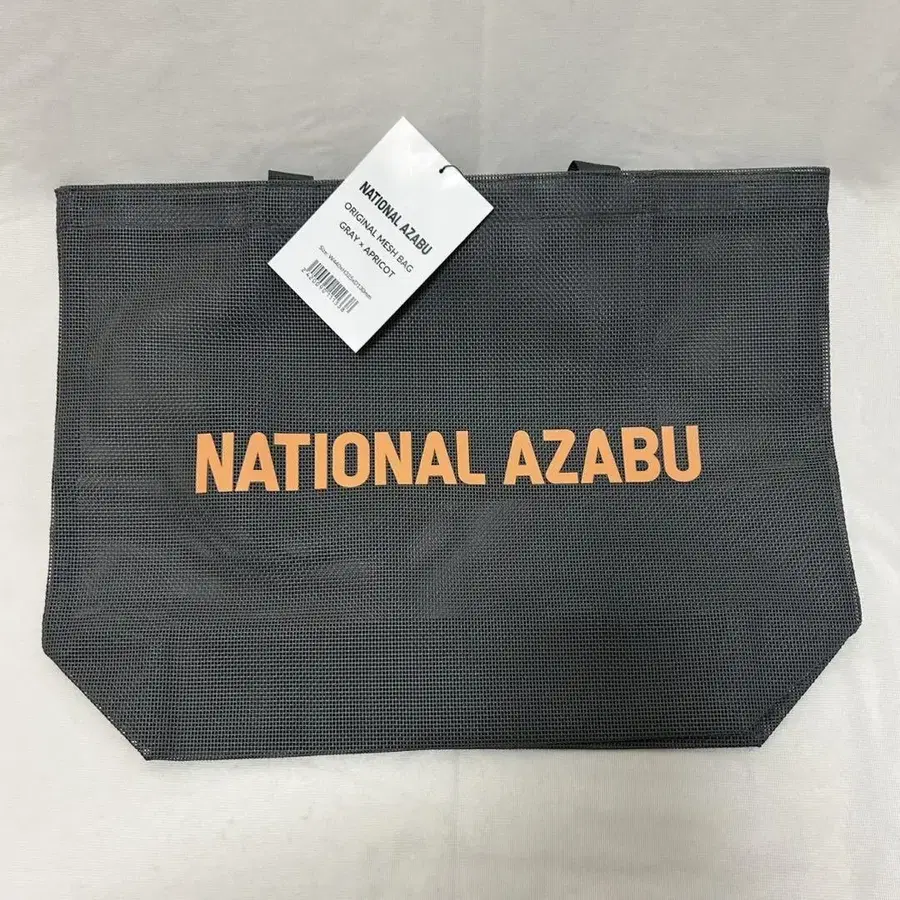 NATIONAL AZABU
ORIGINAL MESH BAG
GRAY × APRICOT
NATIONAL AZABU